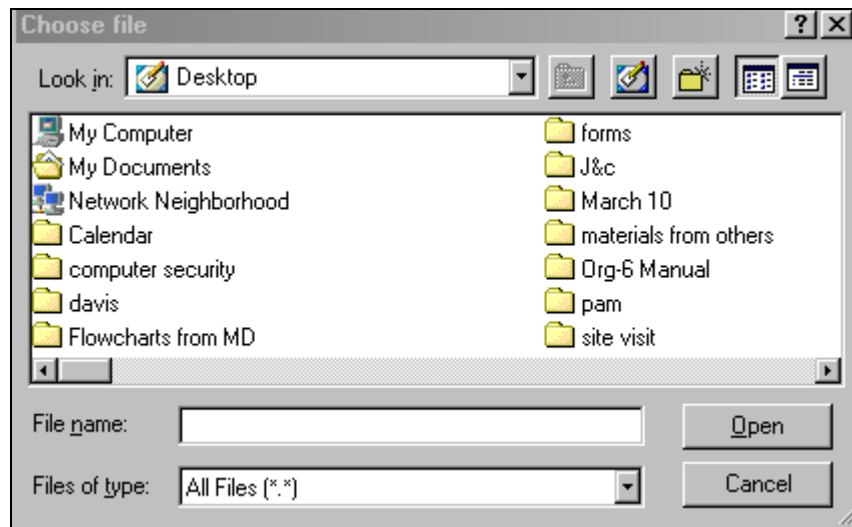 Choose file
Look in: Desktop
My Computer
My Documents
Network Neighborhood
Calendar
computer security
davis
Flowcharts from MD
forms
J&c
March 10
materials from others
Org-6 Manual
pam
site visit
File name:
Open
Files of type: All Files (*.*)
Cancel